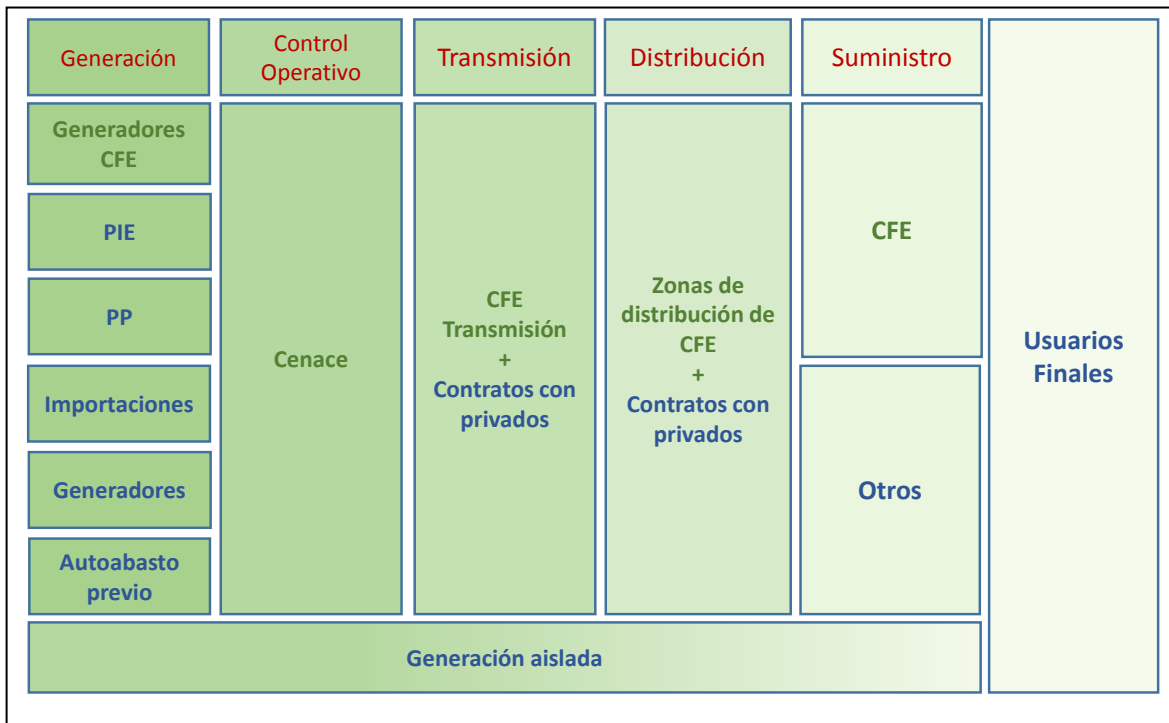 Generación
Control
Operativo
Transmisión
Distribución
Suministro
Generadores
CFE
PIE
PP
Importaciones
Generadores
Autoabasto
previo
Cenace
CFE
Transmisión
+
Contratos con
privados
Zonas de
distribución de
CFE
+
Contratos con
privados
CFE
Otros
Usuarios
Finales
Generación aislada